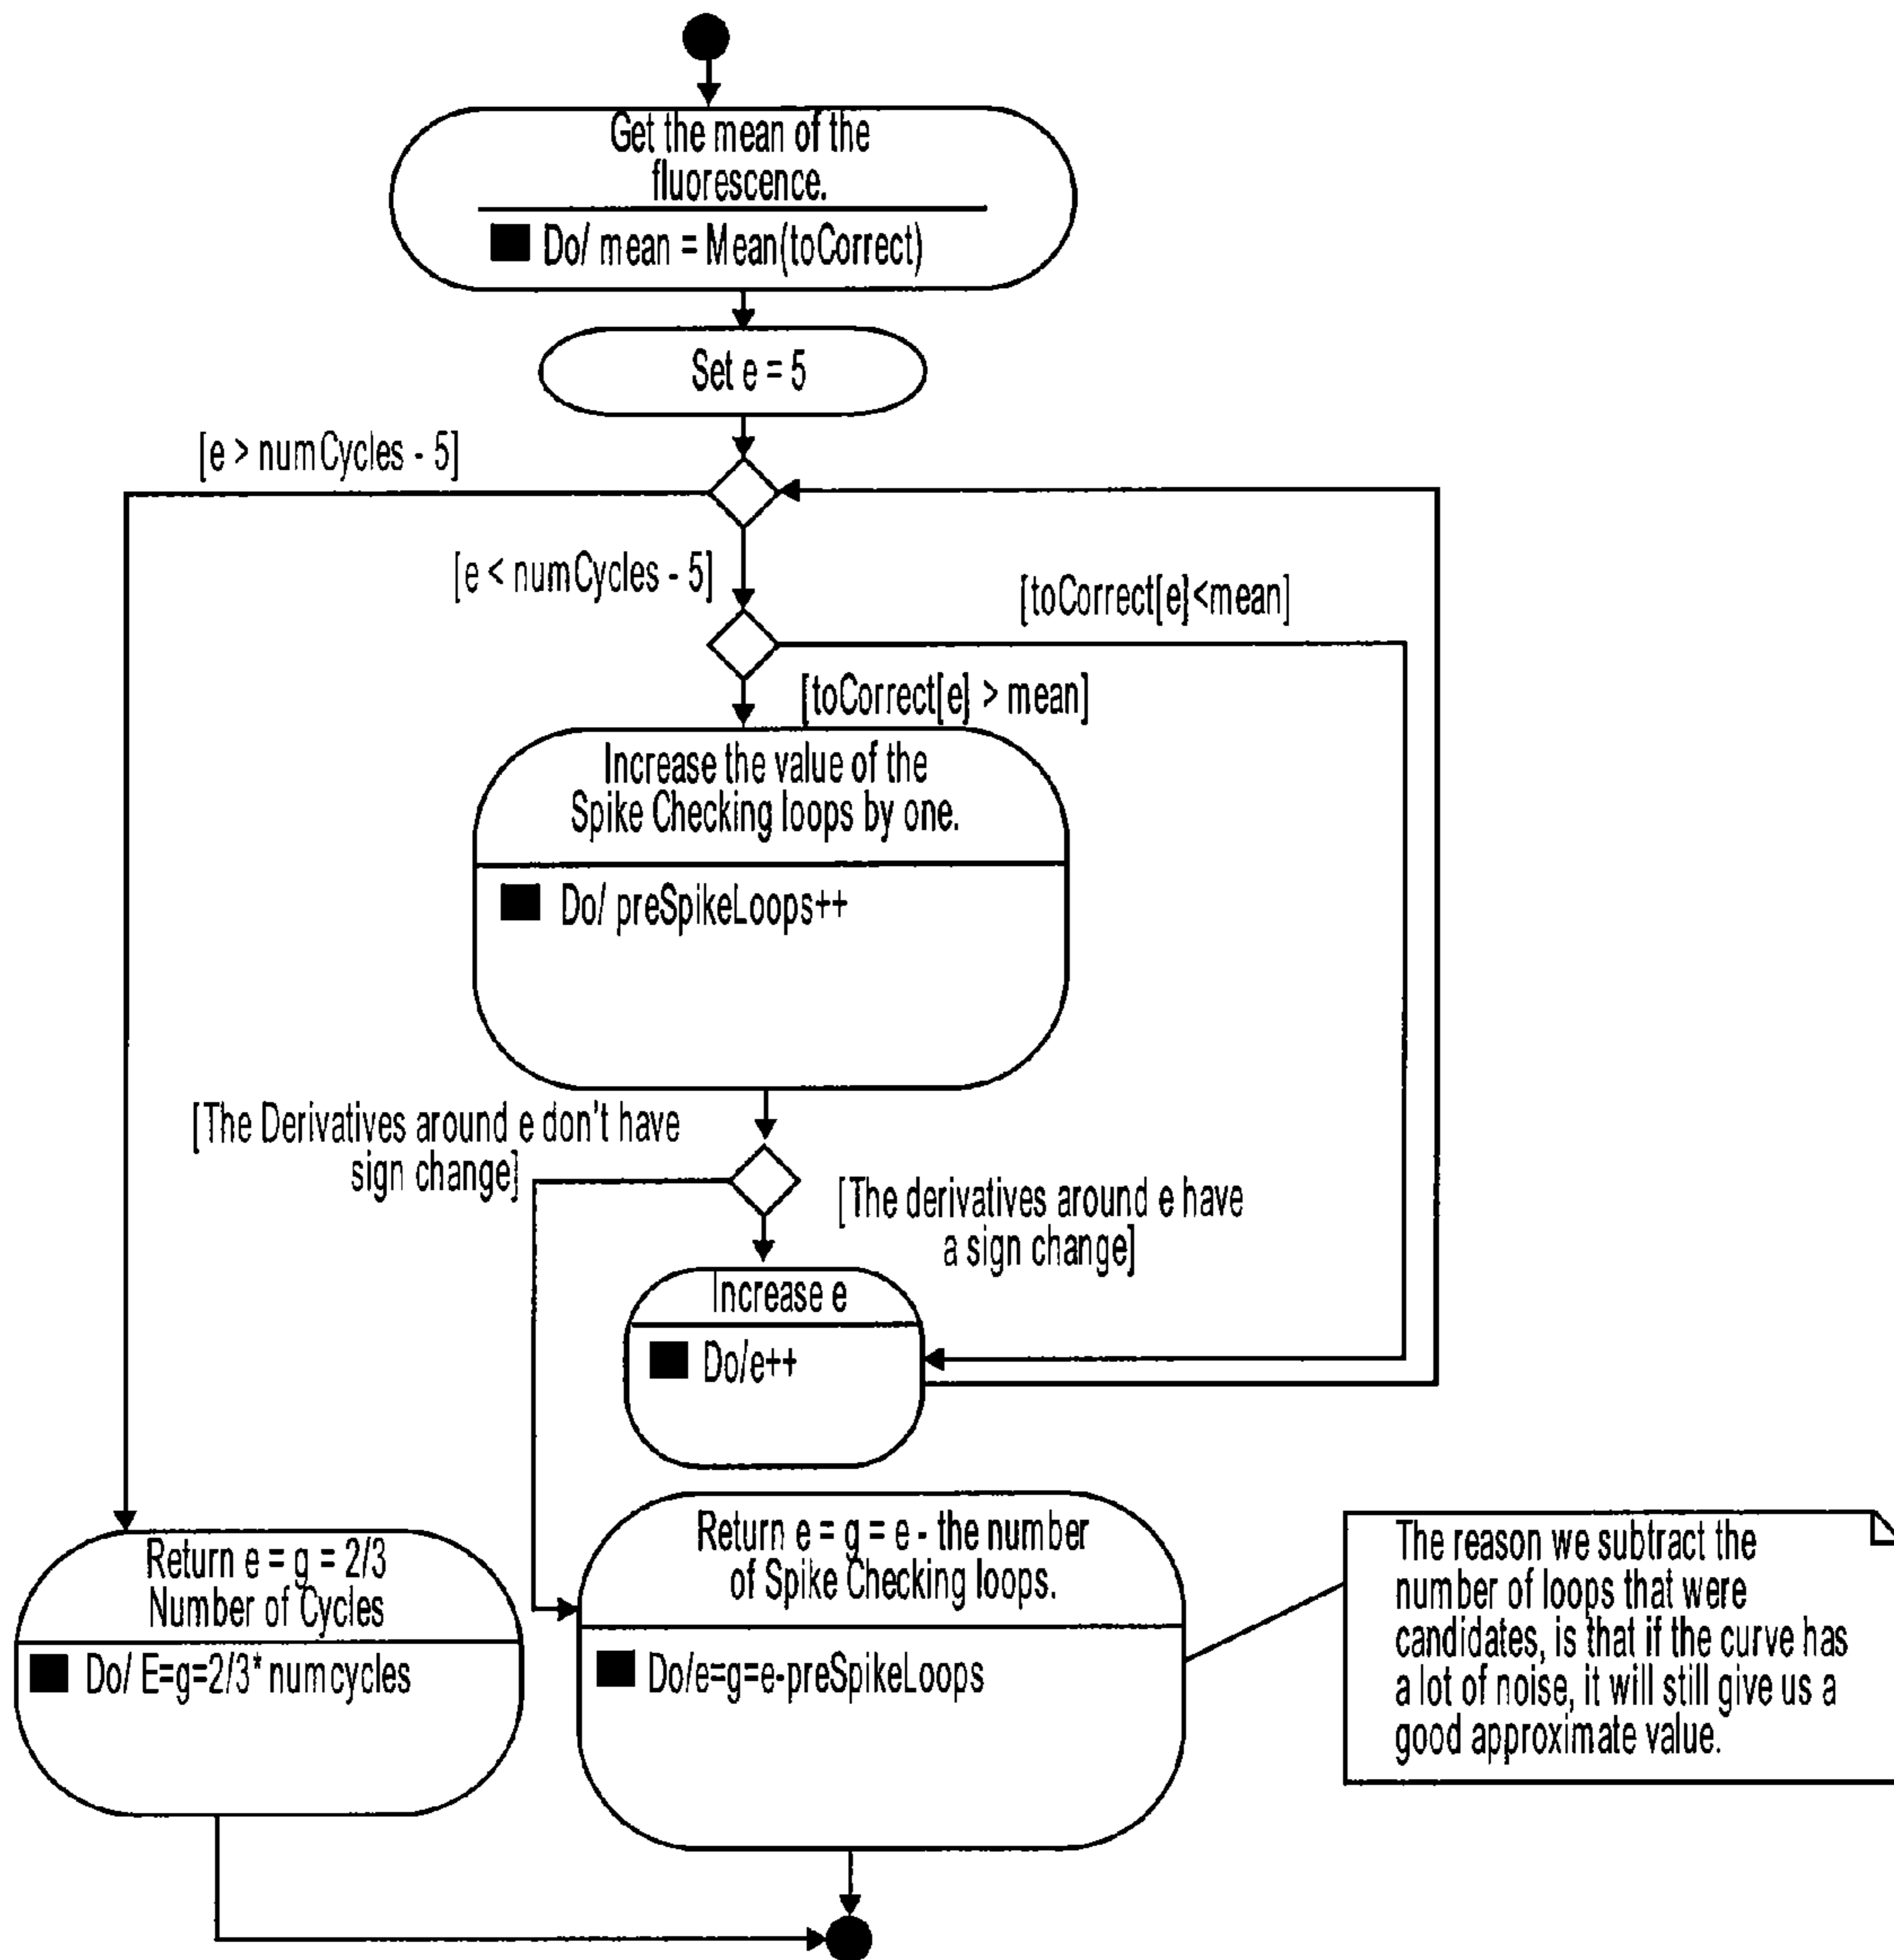 Get the mean of the
fluorescence.
Do/ mean = Mean(toCorrect)
Set e = 5
[e > numCycles - 5]
[e < numCycles - 5]
[toCorrect[e]<mean]
[toCorrect[e] > mean]
Increase the value of the
Spike Checking loops by one.
Do/ preSpikeLoops++
[The Derivatives around e don't have
sign change]
[The derivatives around e have
a sign change]
Increase e
Do/e++
Return e = g = 2/3
Number of Cycles
Do/ E=g=2/3* numcycles
Return e = g = e - the number
of Spike Checking loops.
Do/e=g=e-preSpikeLoops
The reason we subtract the
number of loops that were
candidates, is that if the curve has
a lot of noise, it will still give us a
good approximate value.